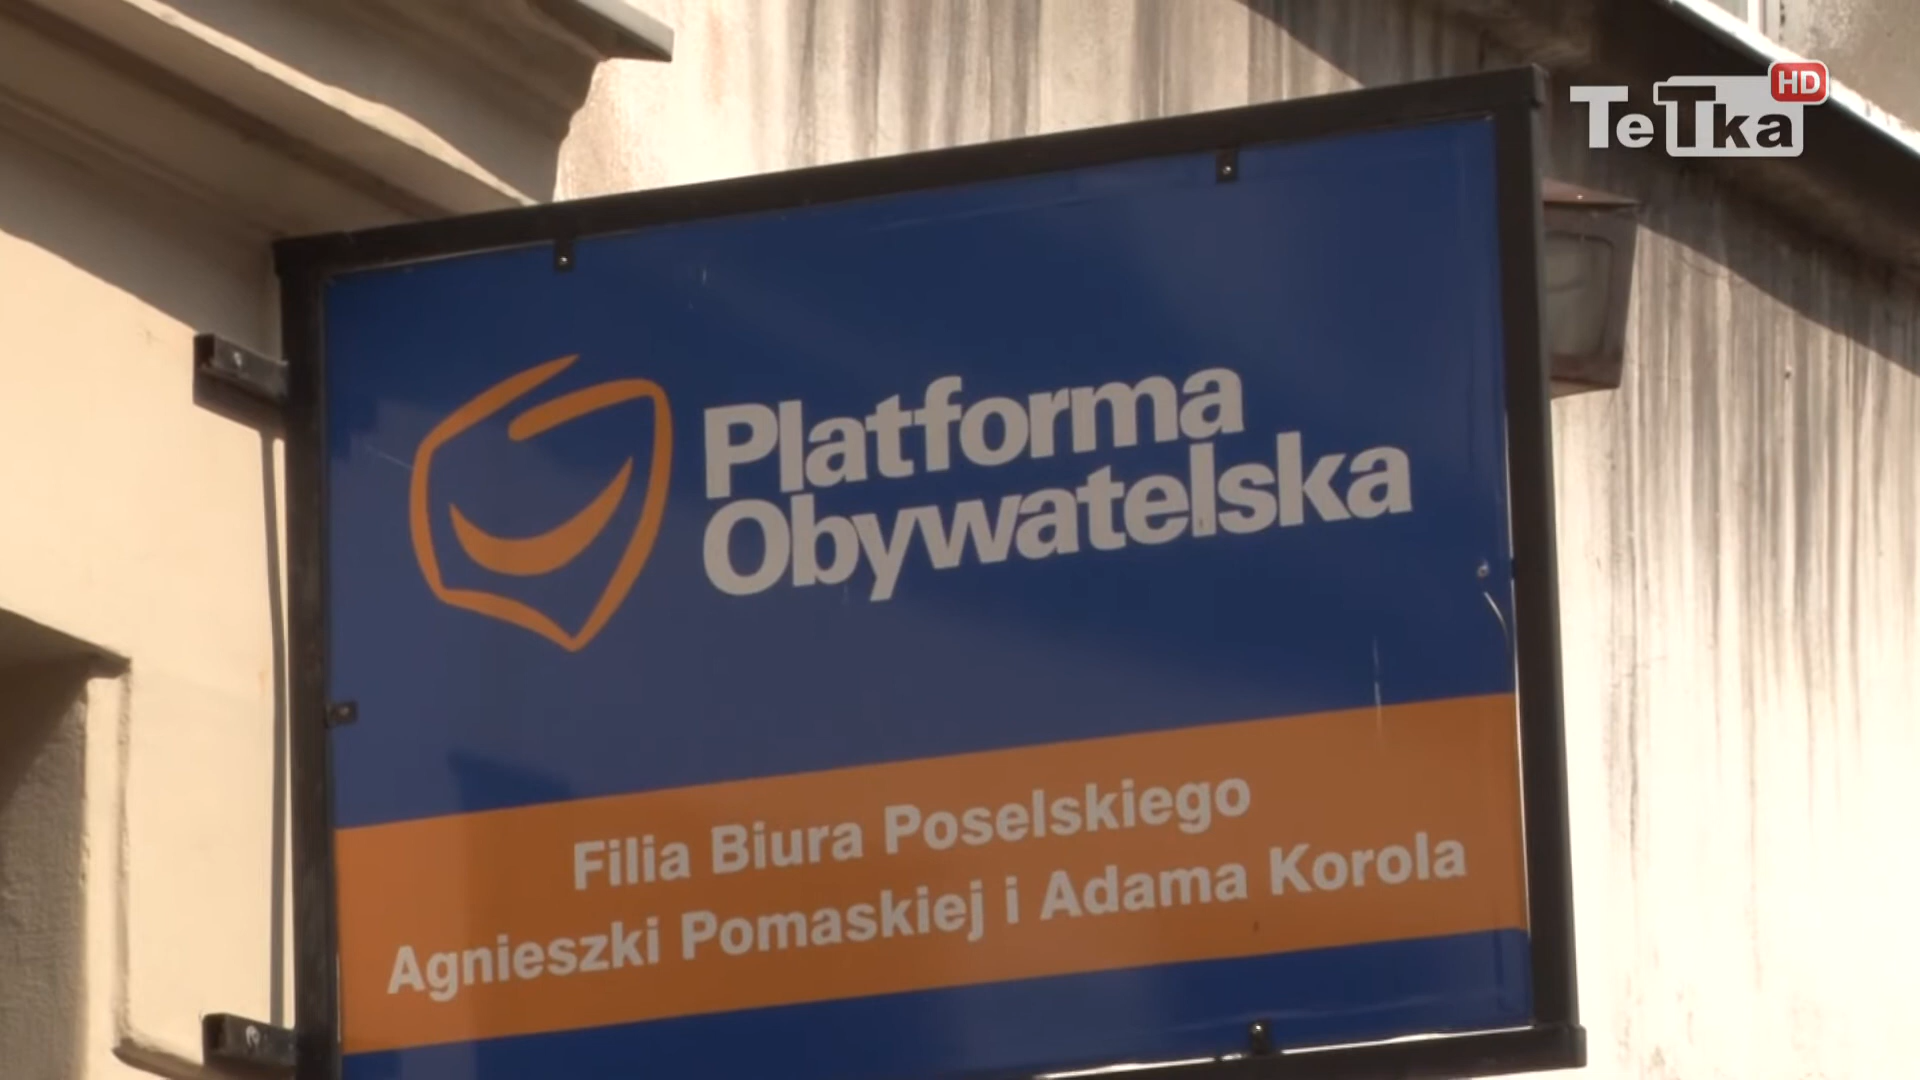 TeTka HD
Platforma
Obywatelska
Filia Biura Poselskiego
Agnieszki Pomaskiej i Adama Korola